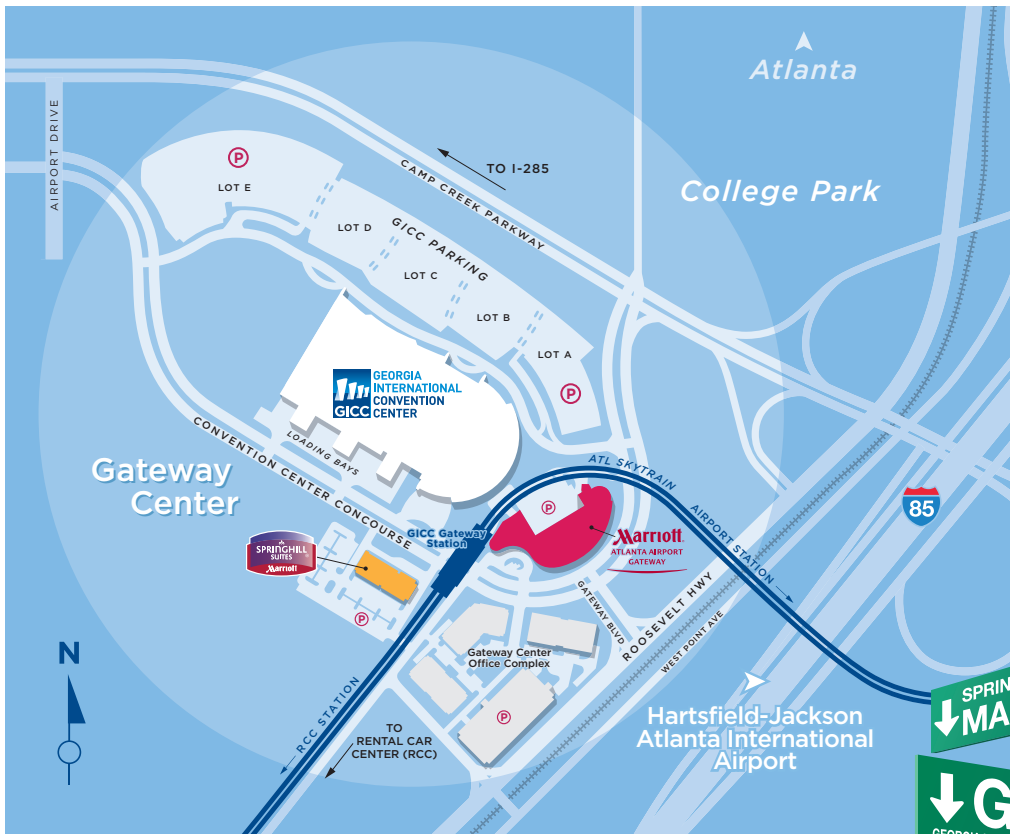 Atlanta
AIRPORT DRIVE
TO I-285
CAMP CREEK PARKWAY
College Park
P
LOT E
LOT D
GICC PARKING
LOT C
LOT B
LOT A
P
GICC
GEORGIA
INTERNATIONAL
CONVENTION
CENTER
CONVENTION CENTER CONCOURSE
LOADING BAYS
Gateway
Center
ATL SKYTRAIN
AIRPORT STATION
85
P
Marriott
ATLANTA AIRPORT
GATEWAY
GICC Gateway
Station
SPRINGHILL
SUITES
Marriott
P
GATEWAY BLVD
ROOSEVELT HWY
WEST POINT AVE
Gateway Center
Office Complex
P
N
RCC STATION
TO
RENTAL CAR
CENTER (RCC)
Hartsfield-Jackson
Atlanta International
Airport
SPRIN
MA
G